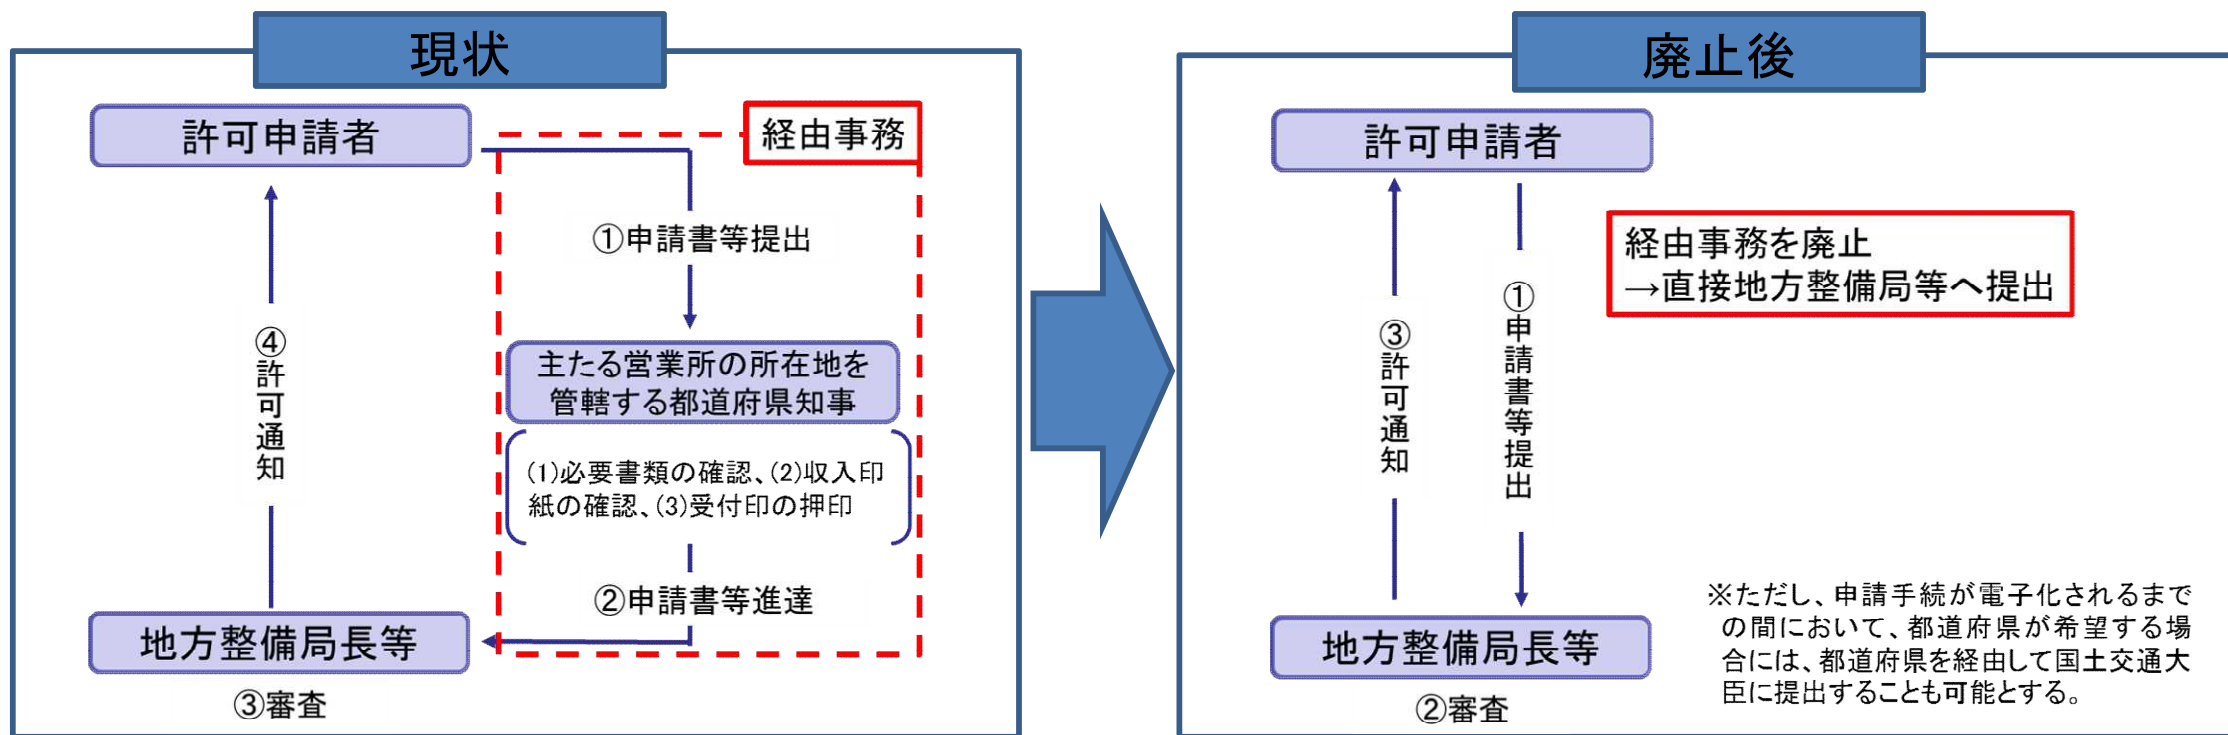 現状
許可申請者
経由事務
①申請書等提出
主たる営業所の所在地を
管轄する都道府県知事
(1)必要書類の確認、(2)収入印
紙の確認、(3)受付印の押印
②申請書等進達
④許可通知
地方整備局長等
③審査
廃止後
許可申請者
経由事務を廃止
→直接地方整備局等へ提出
③許可通知
①申請書等提出
地方整備局長等
②審査
※ただし、申請手続が電子化されるまで
の間において、都道府県が希望する場
合には、都道府県を経由して国土交通大
臣に提出することも可能とする。